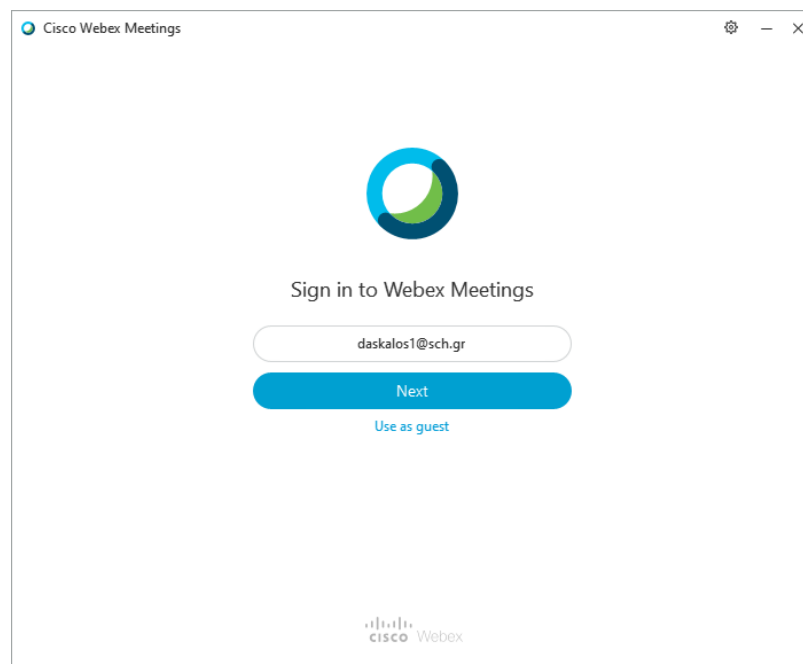 Cisco Webex Meetings
Sign in to Webex Meetings
daskalos1@sch.gr
Next
Use as guest
cisco Webex